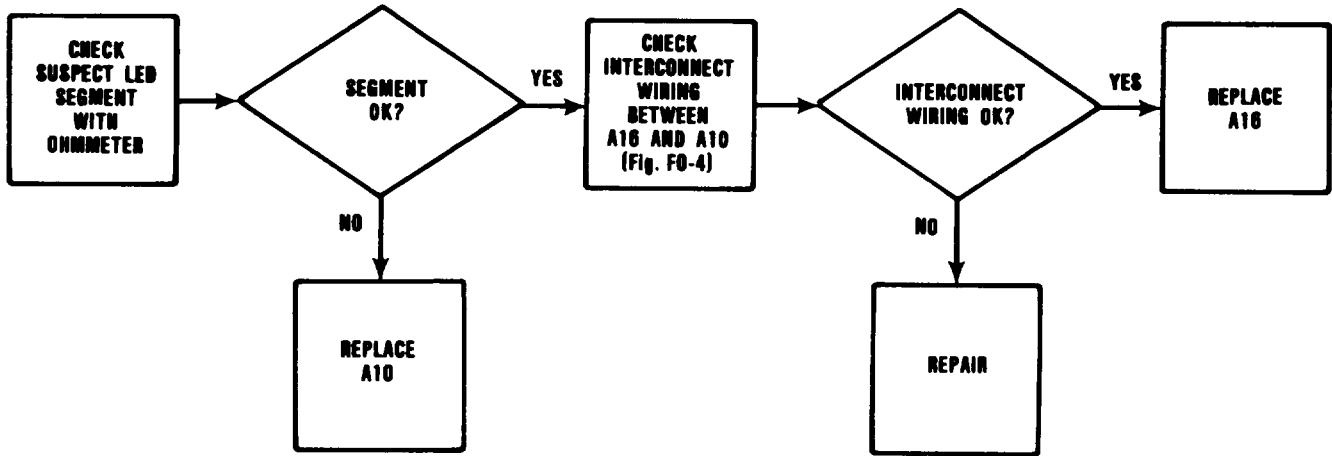 CHECK
SUSPECT LED
SEGMENT
WITH
OHMMETER
SEGMENT
OK?
YES
NO
REPLACE
A10
CHECK
INTERCONNECT
WIRING
BETWEEN
A16 AND A10
(Fig. FO-4)
INTERCONNECT
WIRING OK?
YES
NO
REPAIR
REPLACE
A16